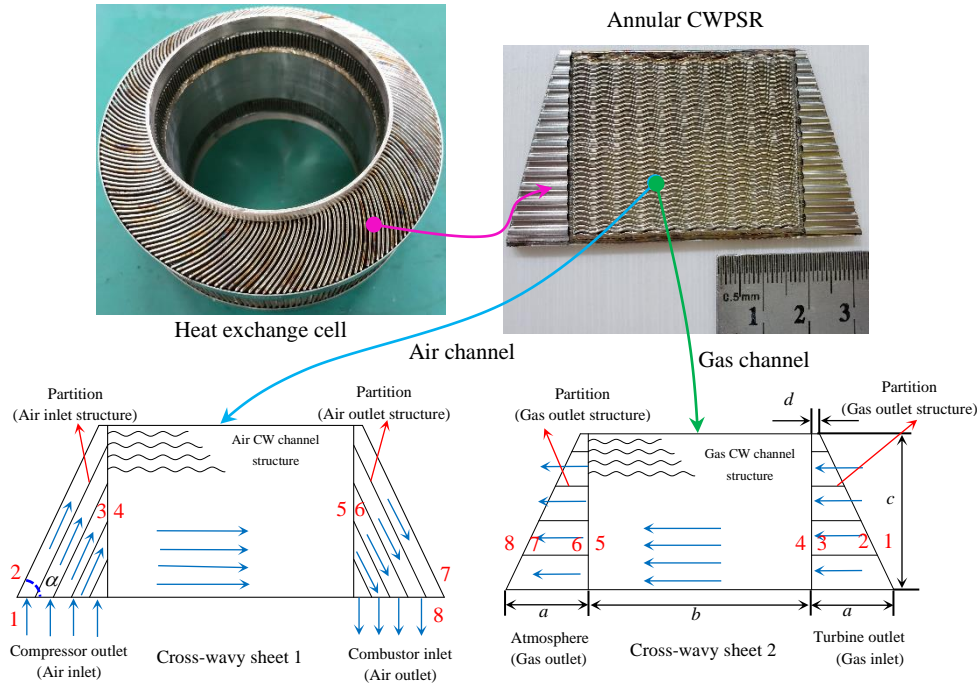 Annular CWPSR
0.5mm
1 2 3
Heat exchange cell
Air channel
Gas channel
Partition
(Air inlet structure)
Partition
(Air outlet structure)
Air CW channel
structure
3 4
5 6
2
α
1
7
8
Compressor outlet
(Air inlet)
Cross-wavy sheet 1
Combustor inlet
(Air outlet)
Partition
(Gas outlet structure)
d
Partition
(Gas outlet structure)
Gas CW channel
structure
c
8 7 6 5
4 3 2 1
a
b
a
Atmosphere
(Gas outlet)
Cross-wavy sheet 2
Turbine outlet
(Gas inlet)